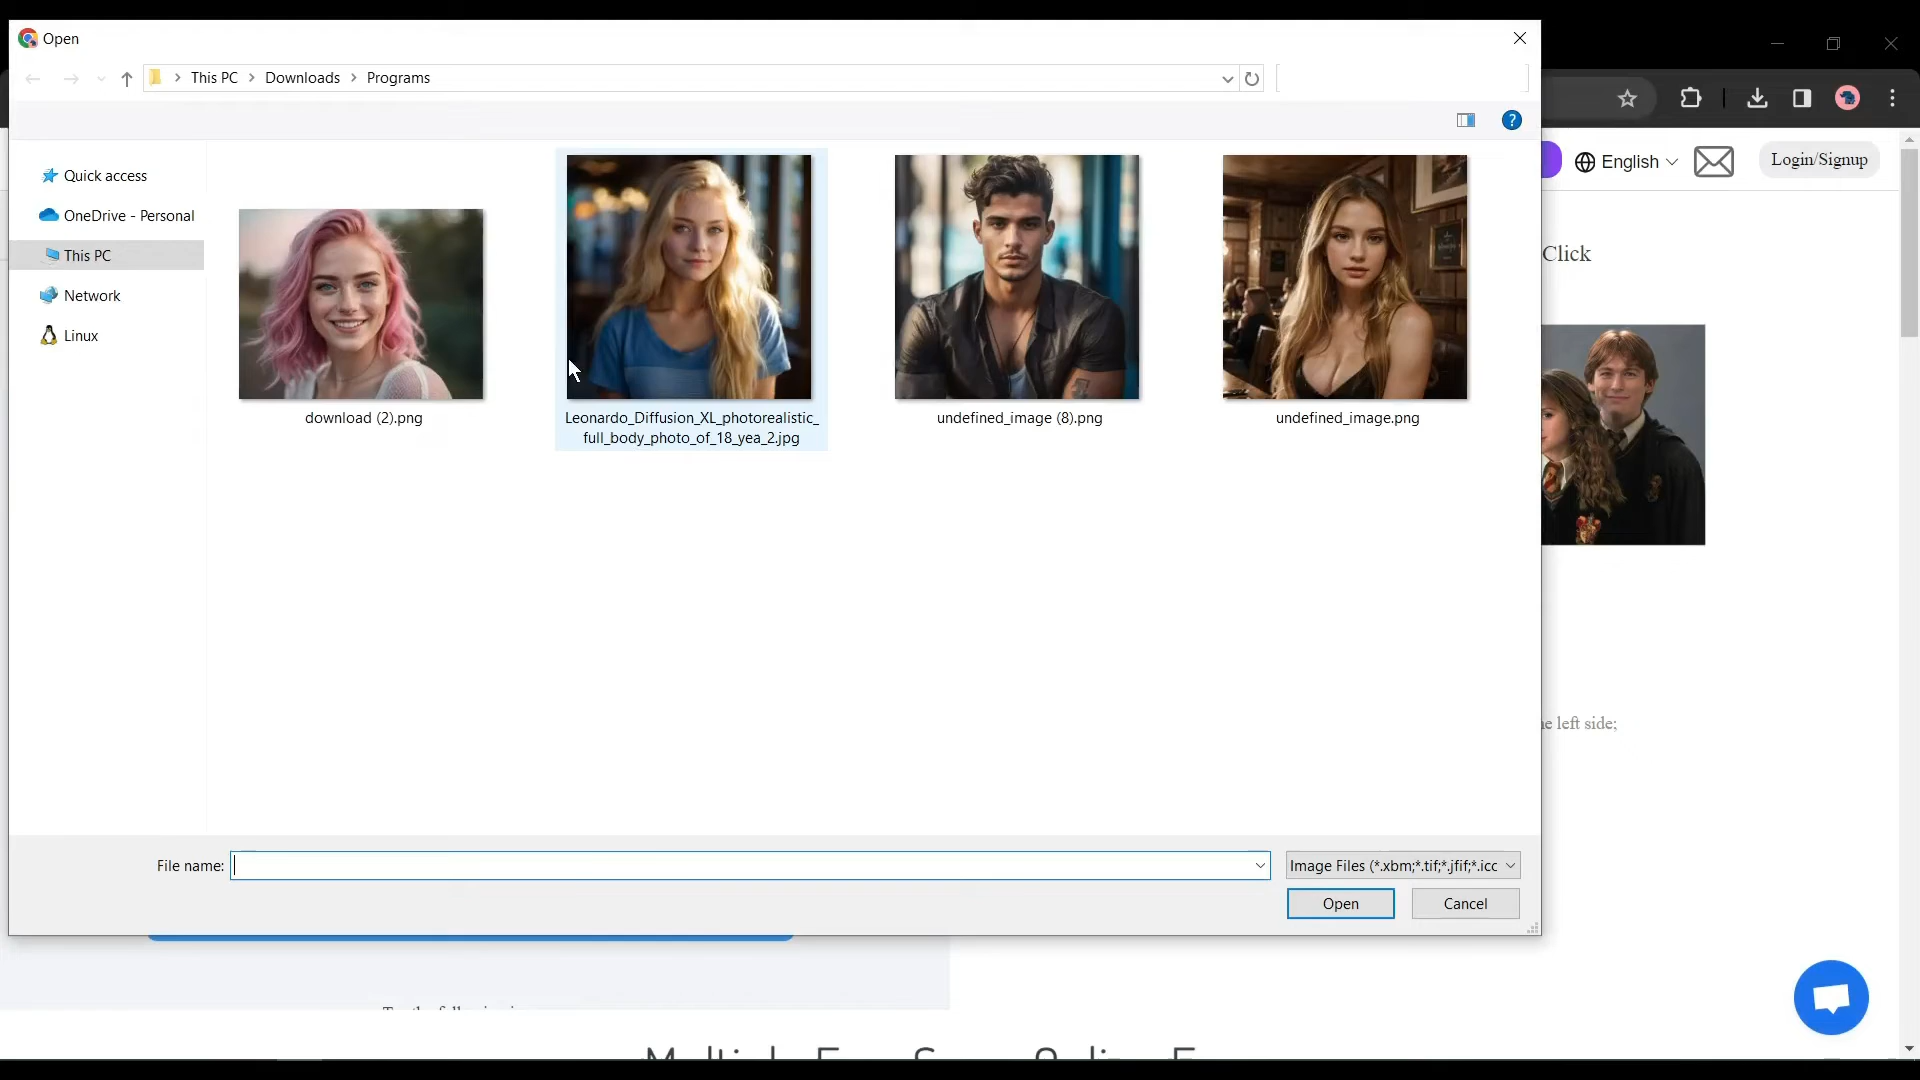 Open
This PC > Downloads > Programs
Quick access
OneDrive - Personal
This PC
Network
Linux
download (2).png
Leonardo_Diffusion_XL_photorealistic_
full_body_photo_of_18_yea_2.jpg
undefined_image (8).png
undefined_image.png
English
Login/Signup
Click
le left side;
File name:
Image Files (*.xbm;*.tif;*.jfif;*.icc
Open
Cancel